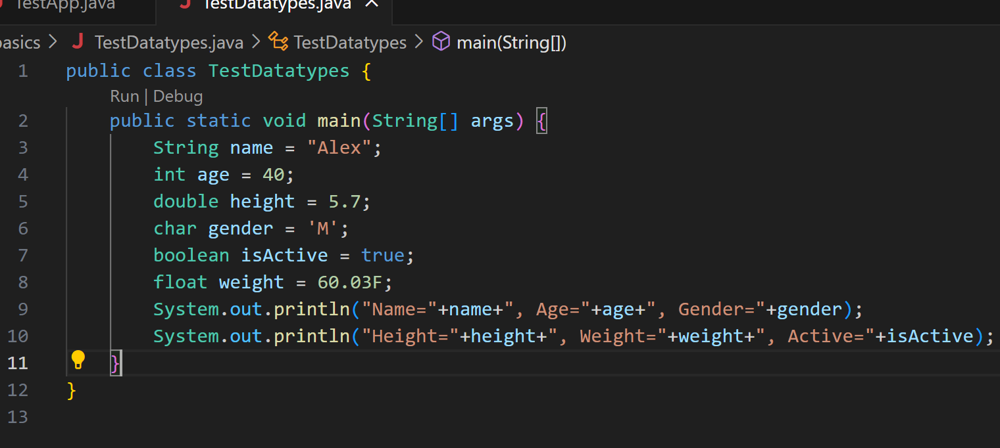 TestApp.java J TestDatatypes.java ×
basics > J TestDatatypes.java > TestDatatypes > main(String[])
1 public class TestDatatypes {
Run | Debug
2 public static void main(String[] args) {
3 String name = "Alex";
4 int age = 40;
5 double height = 5.7;
6 char gender = 'M';
7 boolean isActive = true;
8 float weight = 60.03F;
9 System.out.println("Name="+name+", Age="+age+", Gender="+gender);
10 System.out.println("Height="+height+", Weight="+weight+", Active="+isActive);
11 }
12 }
13